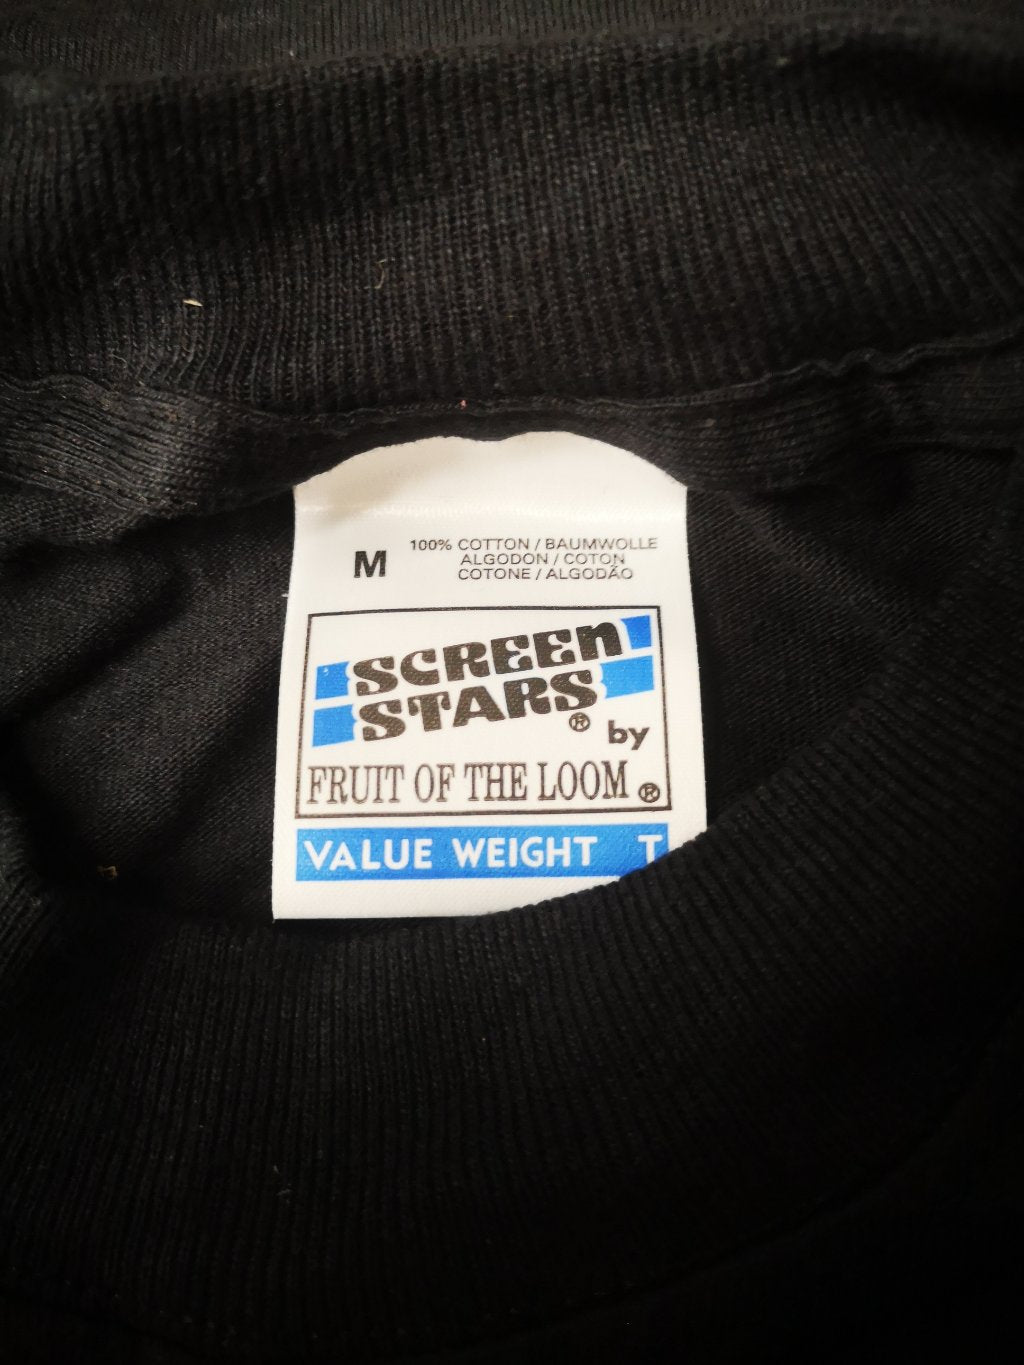 M
100% COTTON / BAUMWOLLE
ALGODON / COTON
COTONE / ALGODÃO
SCREEN
STARS® by
FRUIT OF THE LOOM®
VALUE WEIGHT T